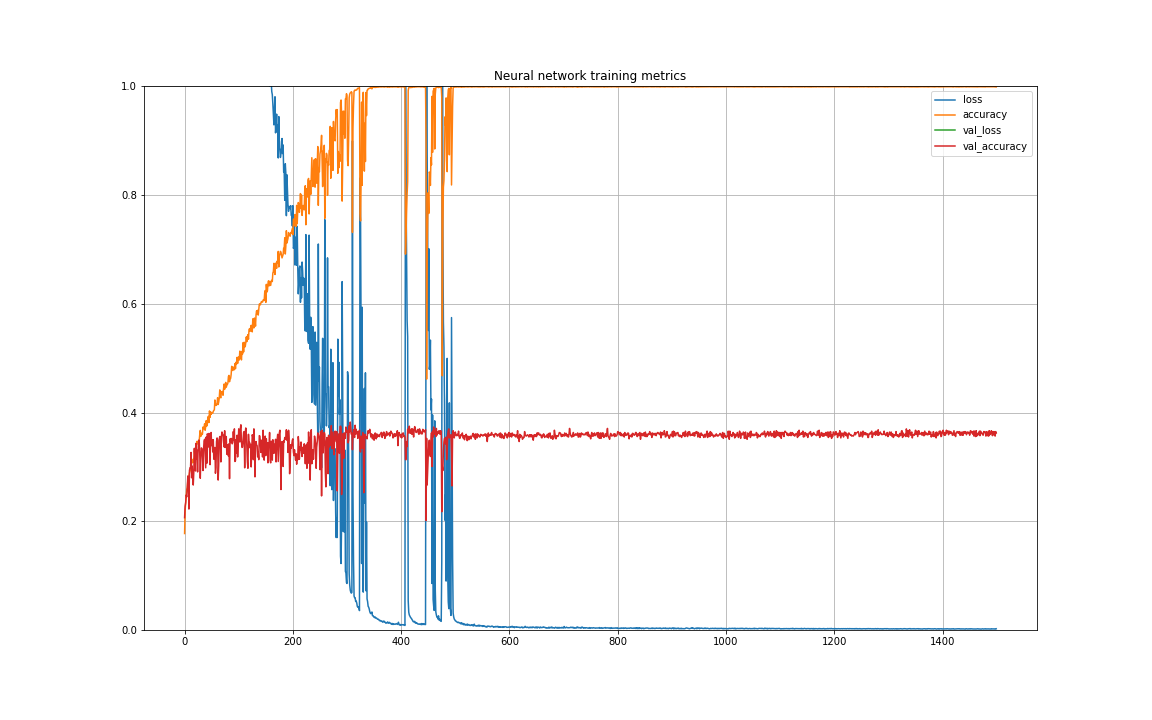 Neural network training metrics
1.0
0.8
0.6
0.4
0.2
0.0
0 200 400 600 800 1000 1200 1400
loss
accuracy
val_loss
val_accuracy